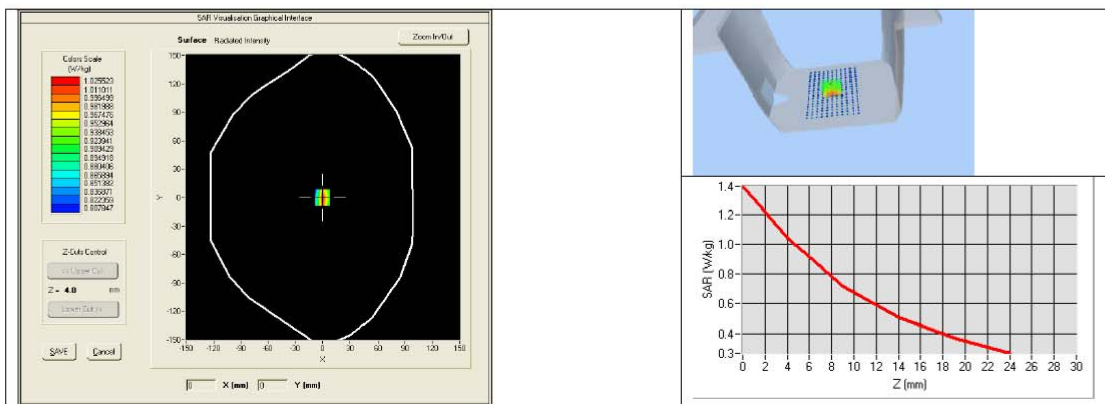 SAR Visualisation Graphical Interface
Surface Radiated Intensity
Zoom In/Out
Colors Scale
(W/kg)
1.025523
1.011011
0.996499
0.981988
0.967476
0.952964
0.938453
0.923941
0.909429
0.894918
0.880406
0.865894
0.851382
0.836871
0.822359
0.807847
150-
120-
90-
60-
30-
0-
-30-
-60-
-90-
-120-
-150-
Y
-150 -120 -90 -60 -30 0 30 60 90 120 150
X
Z-Cuts Control
<< Upper Cut
Z = 4.0 mm
Lower Cut >>
SAVE Cancel
0 X (mm) 0 Y (mm)
SAR (W/kg)
1.4-
1.2-
1.0-
0.8-
0.6-
0.4-
0.3-
0 2 4 6 8 10 12 14 16 18 20 22 24 26 28 30
Z (mm)